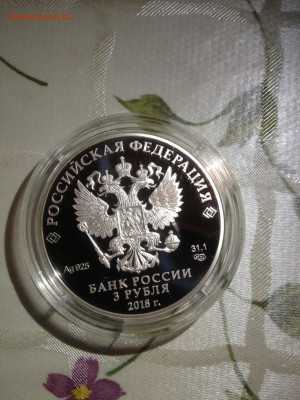 РОССИЙСКАЯ ФЕДЕРАЦИЯ
Ag 925
31.1
БАНК РОССИИ
3 РУБЛЯ
2018 г.